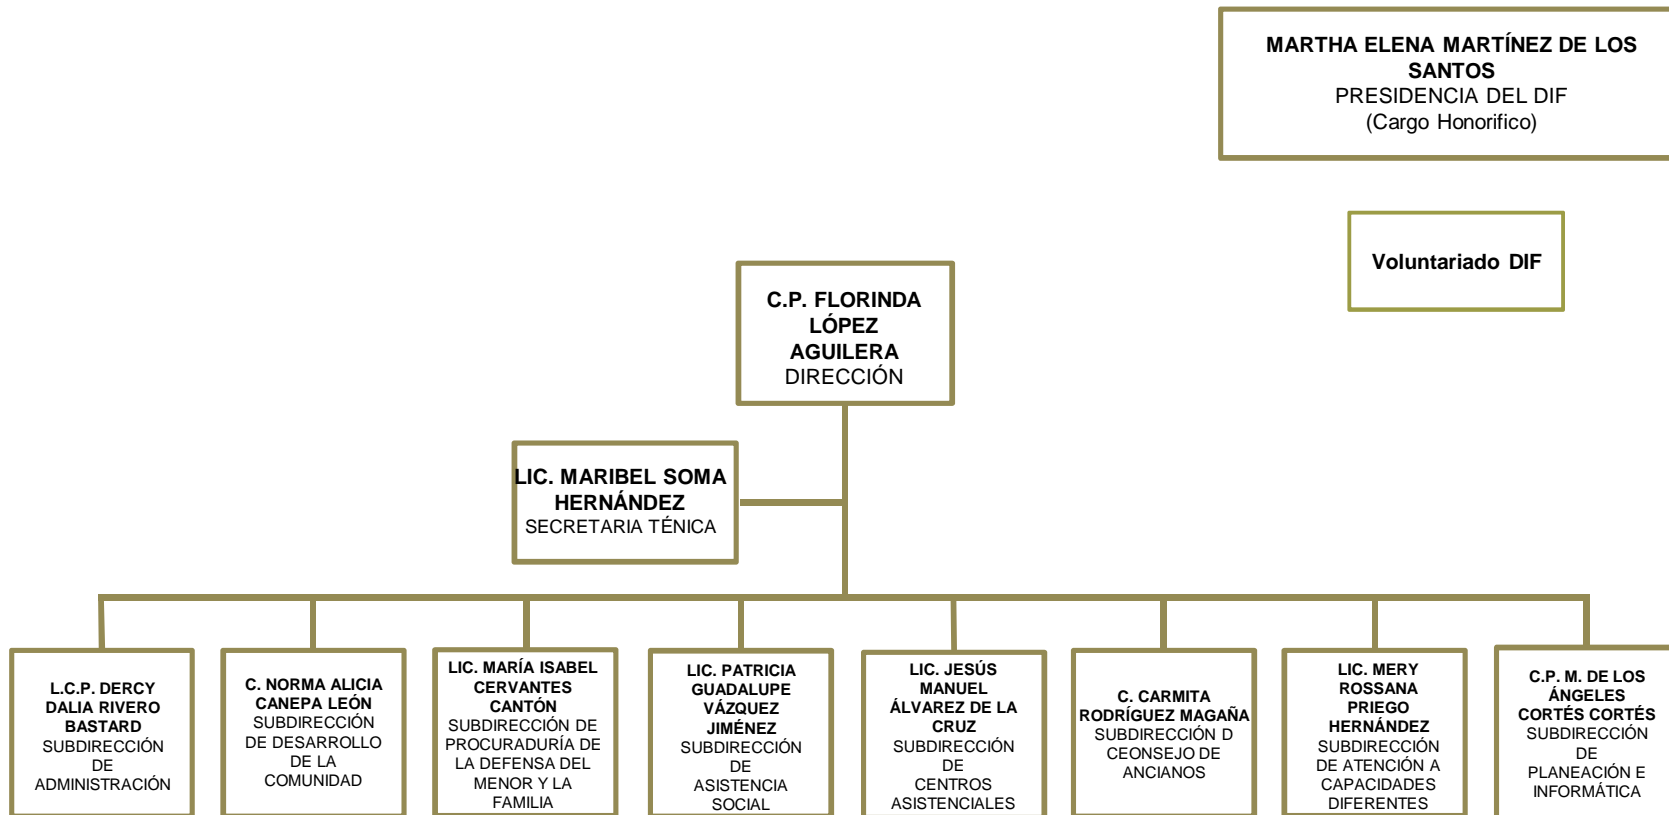 MARTHA ELENA MARTÍNEZ DE LOS
SANTOS
PRESIDENCIA DEL DIF
(Cargo Honorifico)
Voluntariado DIF
C.P. FLORINDA
LÓPEZ
AGUILERA
DIRECCIÓN
LIC. MARIBEL SOMA
HERNÁNDEZ
SECRETARIA TÉNICA
L.C.P. DERCY
DALIA RIVERO
BASTARD
SUBDIRECCIÓN
DE
ADMINISTRACIÓN
C. NORMA ALICIA
CANEPA LEÓN
SUBDIRECCIÓN
DE DESARROLLO
DE LA
COMUNIDAD
LIC. MARÍA ISABEL
CERVANTES
CANTÓN
SUBDIRECCIÓN DE
PROCURADURÍA DE
LA DEFENSA DEL
MENOR Y LA
FAMILIA
LIC. PATRICIA
GUADALUPE
VÁZQUEZ
JIMÉNEZ
SUBDIRECCIÓN
DE
ASISTENCIA
SOCIAL
LIC. JESÚS
MANUEL
ÁLVAREZ DE LA
CRUZ
SUBDIRECCIÓN
DE
CENTROS
ASISTENCIALES
C. CARMITA
RODRÍGUEZ MAGAÑA
SUBDIRECCIÓN D
CEONSEJO DE
ANCIANOS
LIC. MERY
ROSSANA
PRIEGO
HERNÁNDEZ
SUBDIRECCIÓN
DE ATENCIÓN A
CAPACIDADES
DIFERENTES
C.P. M. DE LOS
ÁNGELES
CORTÉS CORTÉS
SUBDIRECCIÓN
DE
PLANEACIÓN E
INFORMÁTICA